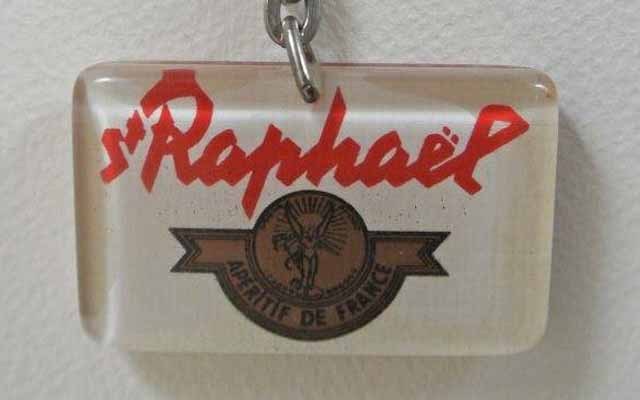 St Raphaël
APERITIF DE FRANCE